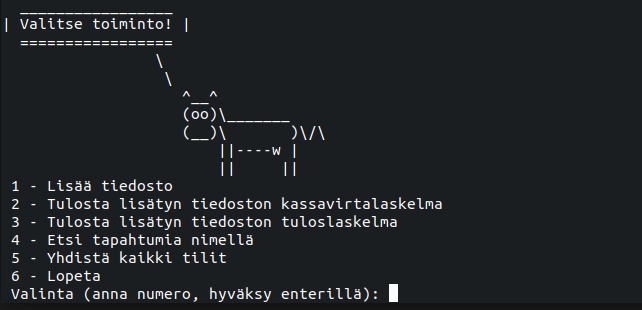 _________________
| Valitse toiminto! |
 =================
                 \
                  \
                    ^__^
                    (oo)\_______
                    (__)\       )\/\
                        ||----w |
                        ||     ||
1 - Lisää tiedosto
2 - Tulosta lisätyn tiedoston kassavirtalaskelma
3 - Tulosta lisätyn tiedoston tuloslaskelma
4 - Etsi tapahtumia nimellä
5 - Yhdistä kaikki tilit
6 - Lopeta
Valinta (anna numero, hyväksy enterillä):